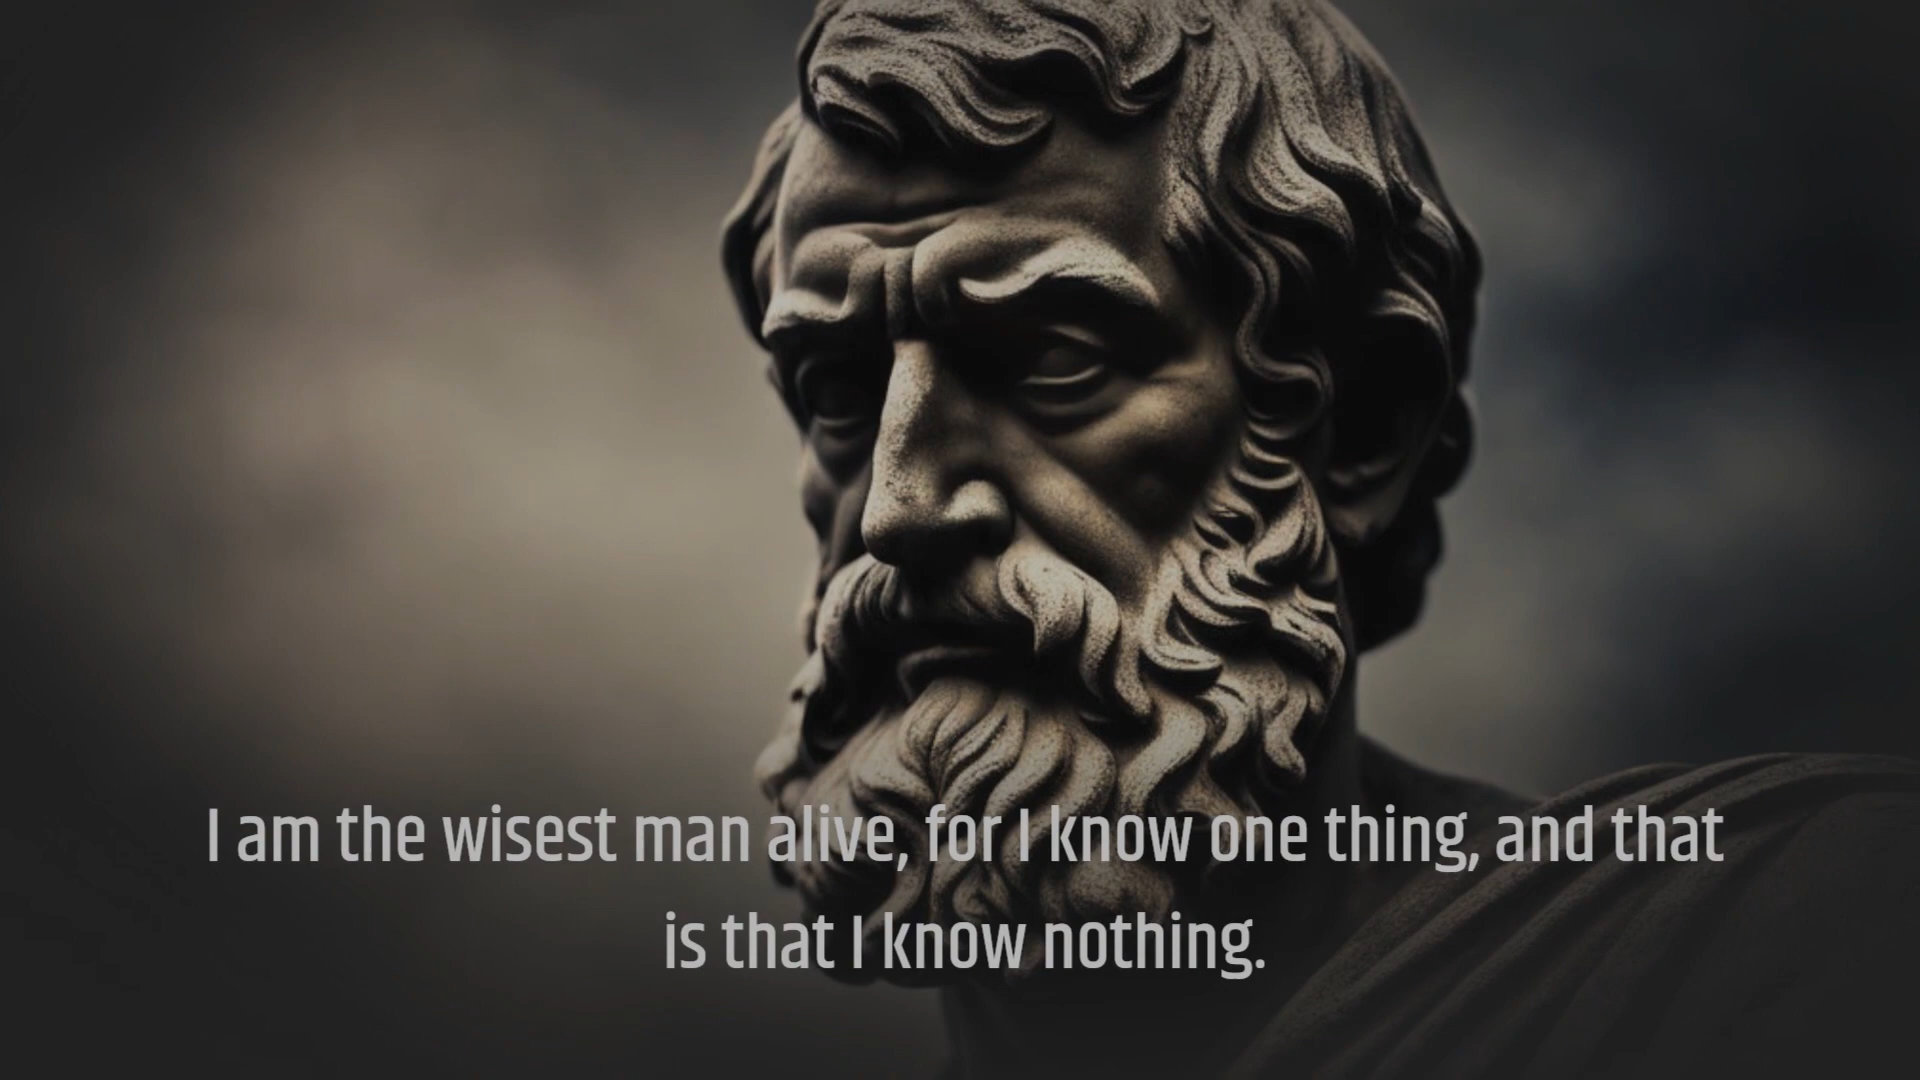 I am the wisest man alive, for I know one thing, and that
is that I know nothing.